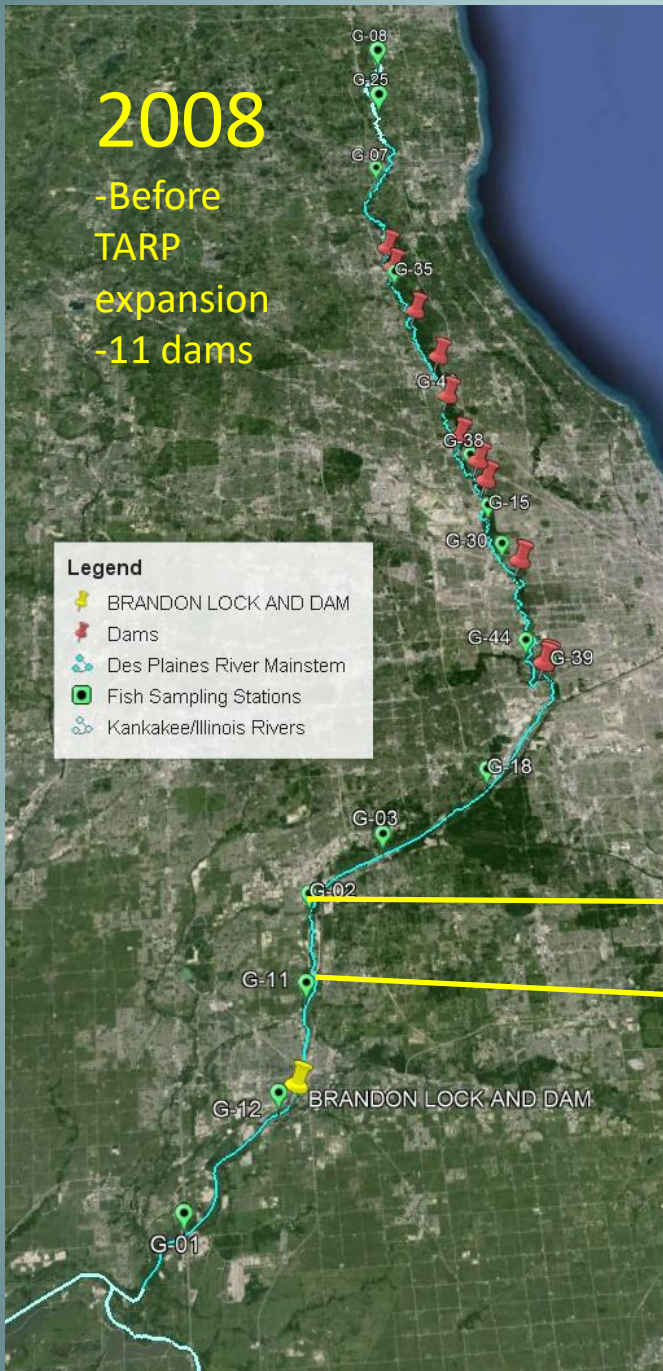 2008
-Before
TARP
expansion
-11 dams
G-08
G-25
G-07
G-35
G-38
G-15
G-30
Legend
BRANDON LOCK AND DAM
Dams
Des Plaines River Mainstem
Fish Sampling Stations
Kankakee/Illinois Rivers
G-44
G-39
G-18
G-03
G-02
G-11
BRANDON LOCK AND DAM
G-12
G-01